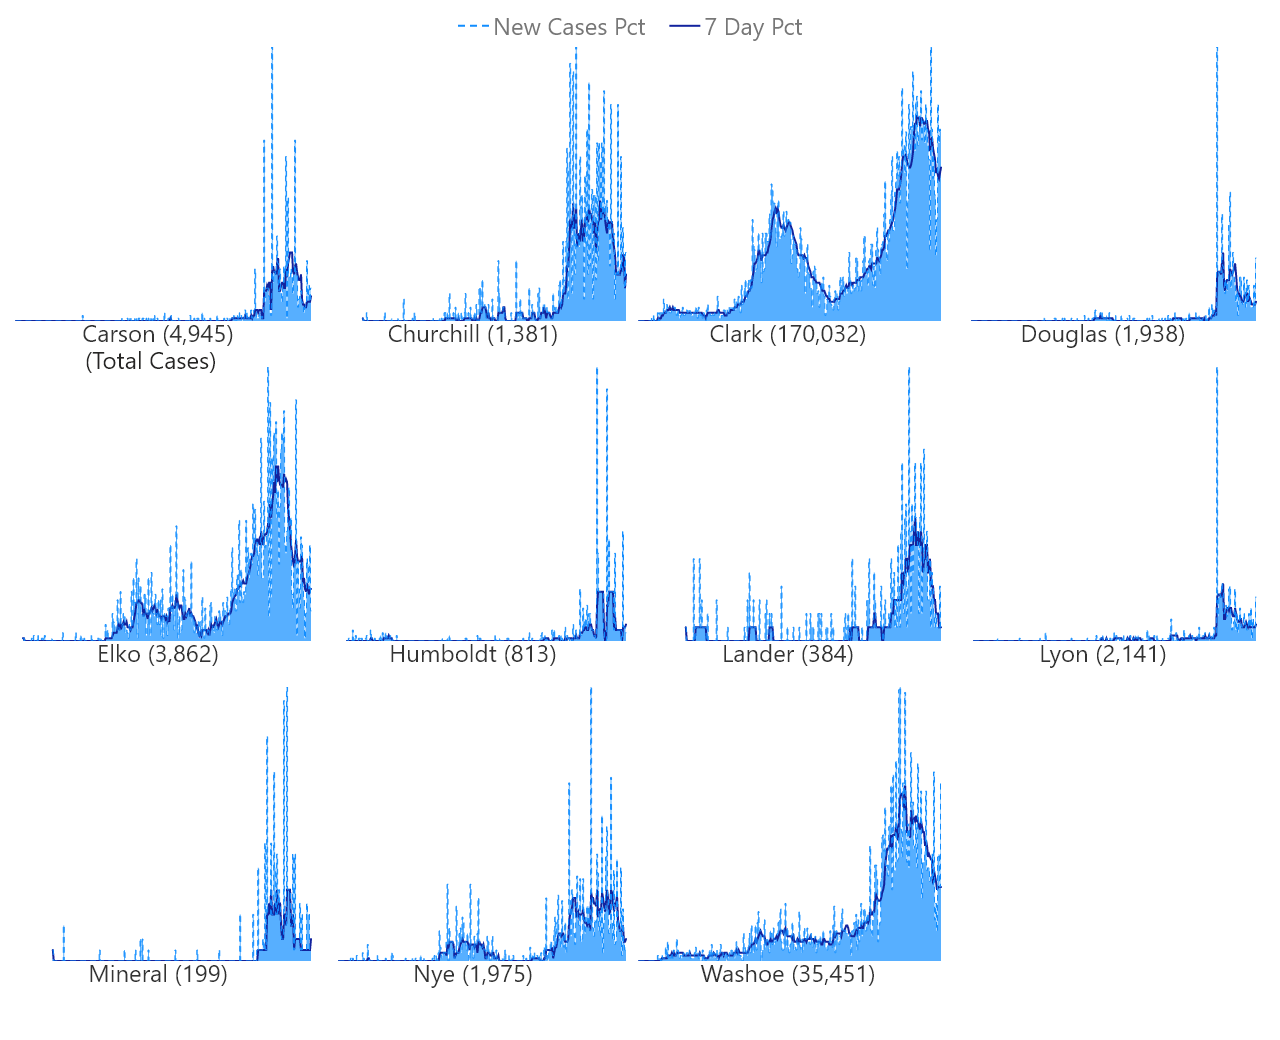 New Cases Pct 7 Day Pct
Carson (4,945) Churchill (1,381) Clark (170,032) Douglas (1,938)
(Total Cases)
Elko (3,862) Humboldt (813) Lander (384) Lyon (2,141)
Mineral (199) Nye (1,975) Washoe (35,451)